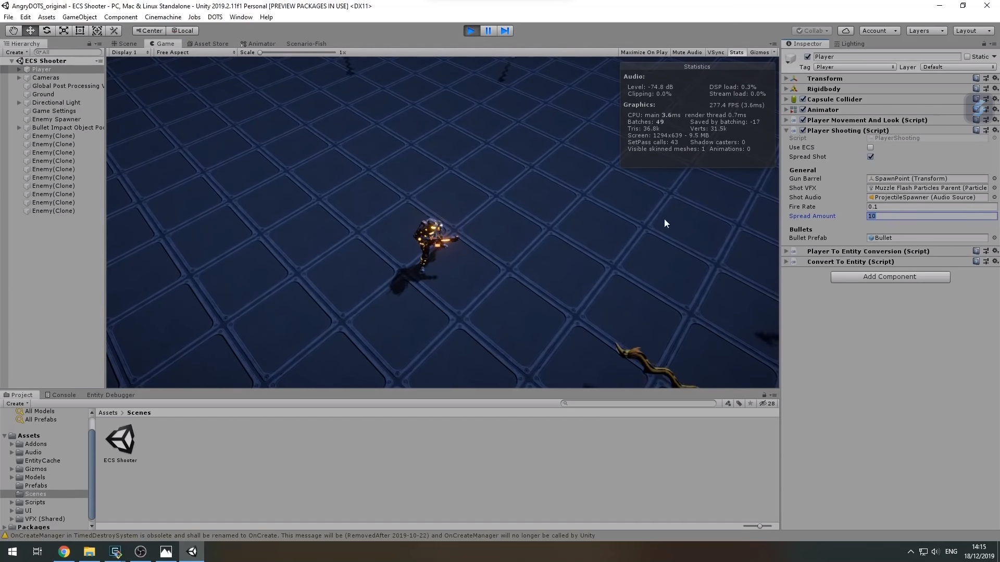 AngryDOTS_original - ECS Shooter - PC, Mac & Linux Standalone - Unity 2019.2.11f1 Personal [PREVIEW PACKAGES IN USE] <DX11>
File Edit Assets GameObject Component Cinemachine Jobs DOTS Window Help
Center Local Collab Account Layers Layout
Hierarchy Scene Game Asset Store Animator Scenario-Fish Inspector Lighting
Create All Display 1 Free Aspect Scale 1x Maximize On Play Mute Audio VSync Stats Gizmos
ECS Shooter
Player
Cameras
Global Post Processing V
Ground
Directional Light
Game Settings
Enemy Spawner
Bullet Impact Object Poo
Enemy(Clone)
Enemy(Clone)
Enemy(Clone)
Enemy(Clone)
Enemy(Clone)
Enemy(Clone)
Enemy(Clone)
Enemy(Clone)
Enemy(Clone)
Enemy(Clone)
Statistics
Audio:
Level: -74.8 dB DSP load: 0.3%
Clipping: 0.0% Stream load: 0.0%
Graphics: 277.4 FPS (3.6ms)
CPU: main 3.6ms render thread 0.7ms
Batches: 49 Saved by batching: -17
Tris: 36.8k Verts: 31.5k
Screen: 1294x639 - 9.5 MB
SetPass calls: 43 Shadow casters: 0
Visible skinned meshes: 1 Animations: 0
Player Static
Tag Player Layer Default
Transform
Rigidbody
Capsule Collider
Animator
Player Movement And Look (Script)
Player Shooting (Script)
Script PlayerShooting
Use ECS
Spread Shot
General
Gun Barrel SpawnPoint (Transform)
Shot VFX Muzzle Flash Particles Parent (Particle
Shot Audio ProjectileSpawner (Audio Source)
Fire Rate 0.1
Spread Amount 10
Bullets
Bullet Prefab Bullet
Player To Entity Conversion (Script)
Convert To Entity (Script)
Add Component
Project Console Entity Debugger
Create 28
All Models
All Prefabs
Assets
Addons
Audio
EntityCache
Gizmos
Models
Prefabs
Scenes
Scripts
UI
VFX (Shared)
Packages
Assets > Scenes
ECS Shooter
OnCreateManager in TimedDestroySystem is obsolete and shall be renamed to OnCreate. This message will be (RemovedAfter 2019-10-22) and OnCreateManager will no longer be called by Unity
ENG
14:15
18/12/2019